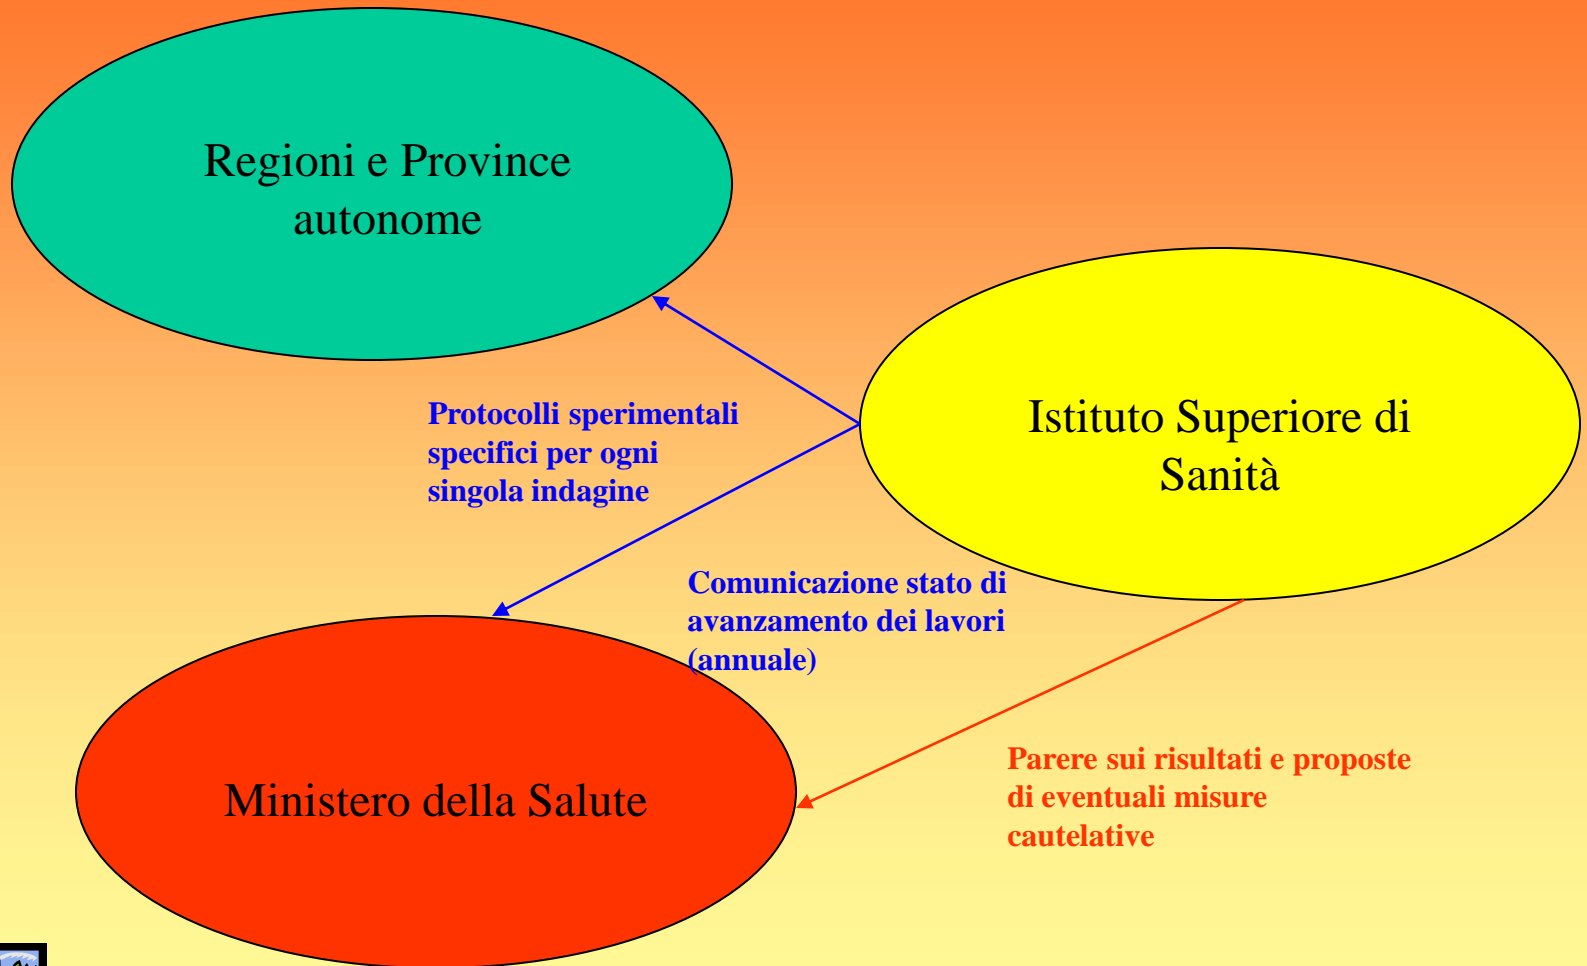 Regioni e Province
autonome
Protocolli sperimentali
specifici per ogni
singola indagine
Istituto Superiore di
Sanità
Comunicazione stato di
avanzamento dei lavori
(annuale)
Ministero della Salute
Parere sui risultati e proposte
di eventuali misure
cautelative